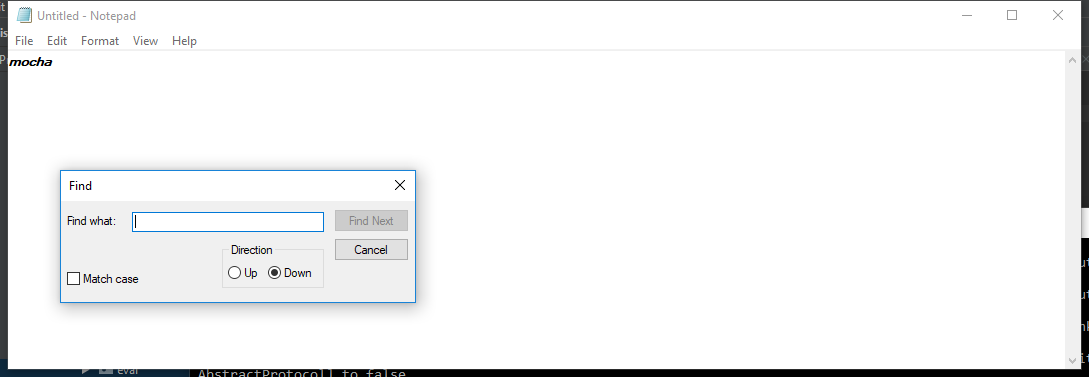 Untitled - Notepad
File Edit Format View Help
mocha
Find
Find what:
Find Next
Cancel
Direction
Up Down
Match case
eval
AbstractProtocol] to false